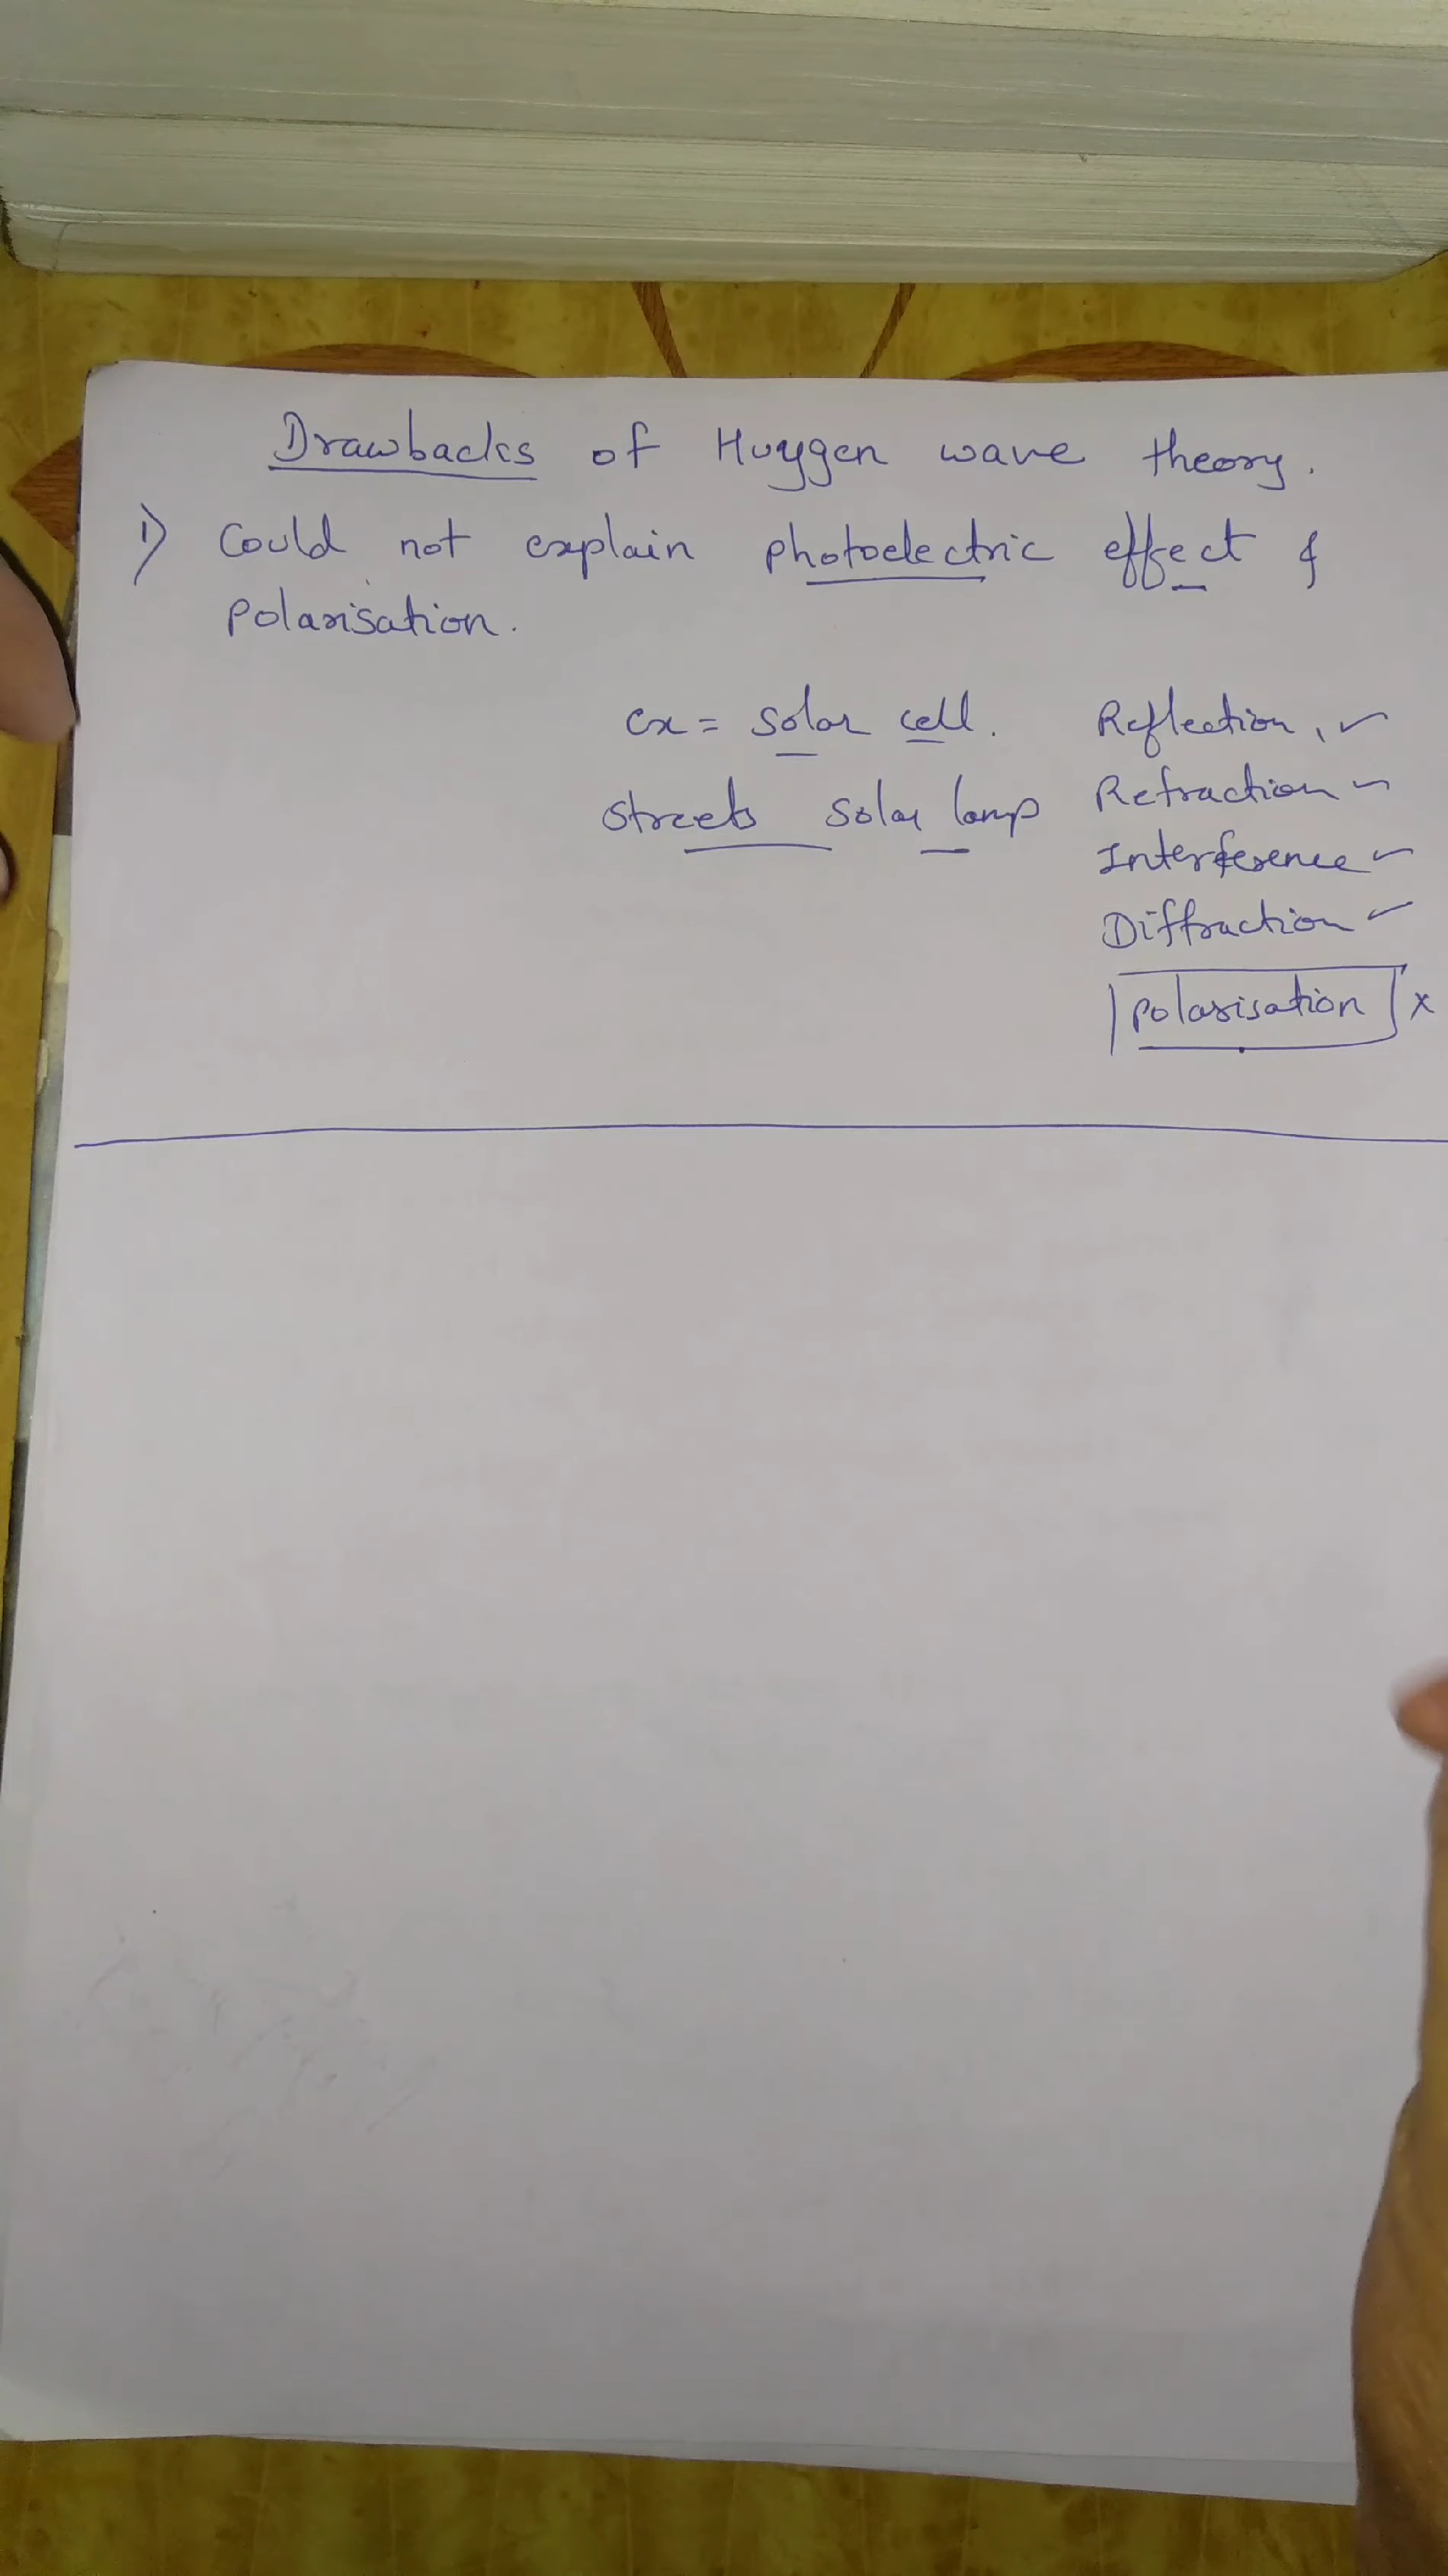 Drawbacks of Huygen wave theory.
1) Could not explain photoelectric effect &
Polarisation.
ex = solar cell.
streets solar lamp
Reflection, ✓
Refraction ✓
Interference ✓
Diffraction ✓
polarisation x